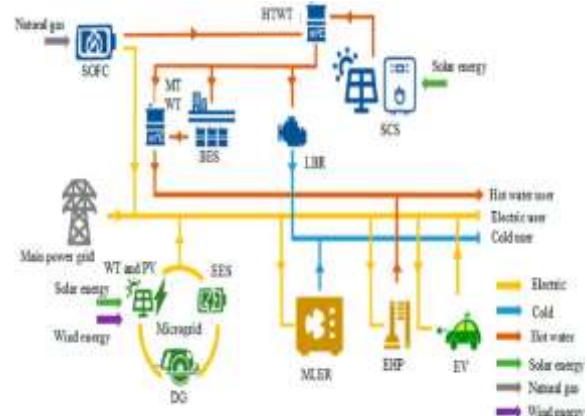 Natural gas
SOFC
HTWT
Solar energy
SCS
MT
WT
BES
LBR
Hot water user
Electric user
Cold user
Main power grid
WT and PV
EES
Solar energy
Microgrid
Wind energy
DG
MLER
EHP
EV
Electric
Cold
Hot water
Solar energy
Natural gas
Wind energy